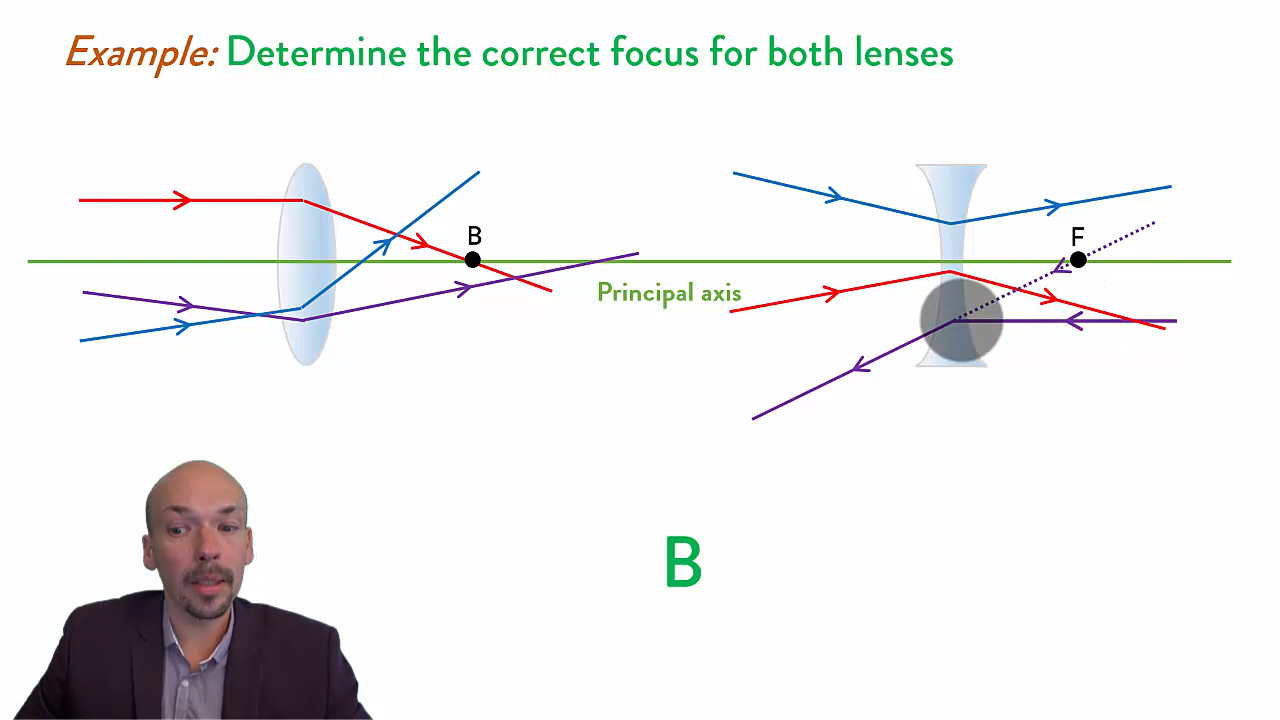 Example: Determine the correct focus for both lenses
B
F
Principal axis
B